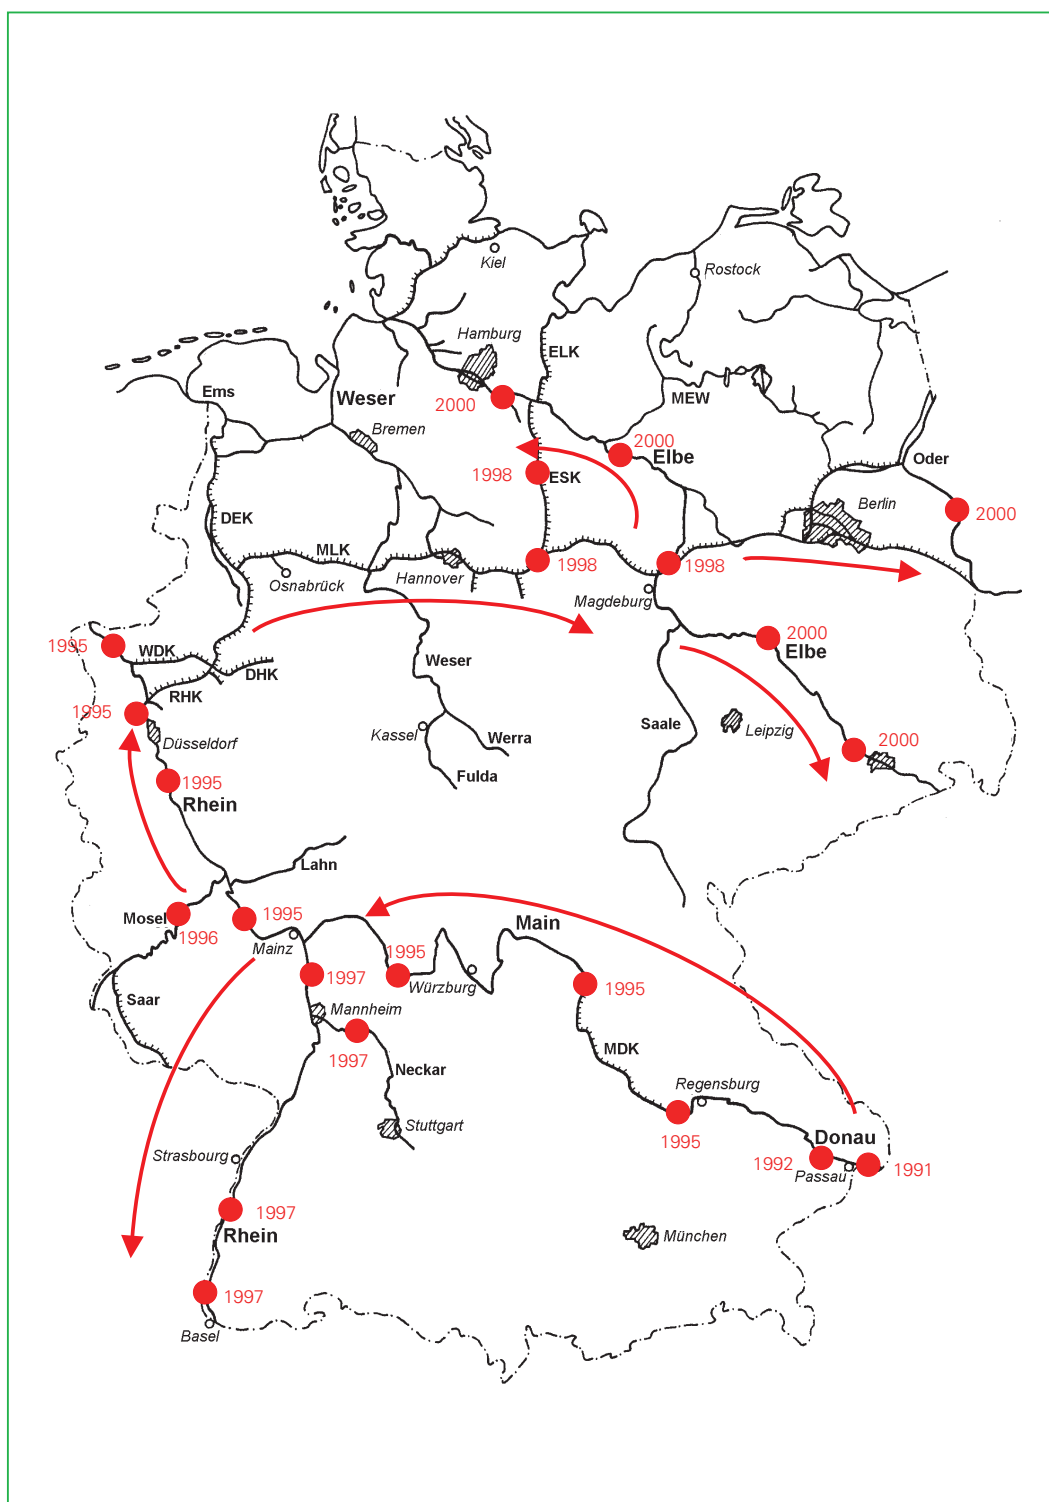 Kiel
Rostock
Hamburg
ELK
Ems
Weser
MEW
2000
Bremen
2000
Elbe
Oder
1998
ESK
Berlin
2000
DEK
MLK
Osnabrück
Hannover
1998
1998
Magdeburg
1995
WDK
2000
Elbe
Weser
DHK
RHK
1995
Saale
Leipzig
Düsseldorf
Kassel
Werra
2000
Fulda
1995
Rhein
Lahn
Mosel
1996
1995
Mainz
Main
1995
1997
Würzburg
1995
Saar
Mannheim
1997
MDK
Neckar
Regensburg
Stuttgart
1995
Donau
1992
Passau
1991
Strasbourg
1997
Rhein
München
1997
Basel